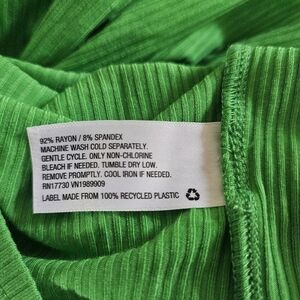 92% RAYON / 8% SPANDEX
MACHINE WASH COLD SEPARATELY.
GENTLE CYCLE. ONLY NON-CHLORINE
BLEACH IF NEEDED. TUMBLE DRY LOW.
REMOVE PROMPTLY. COOL IRON IF NEEDED.
RN17730 VN1989909
LABEL MADE FROM 100% RECYCLED PLASTIC